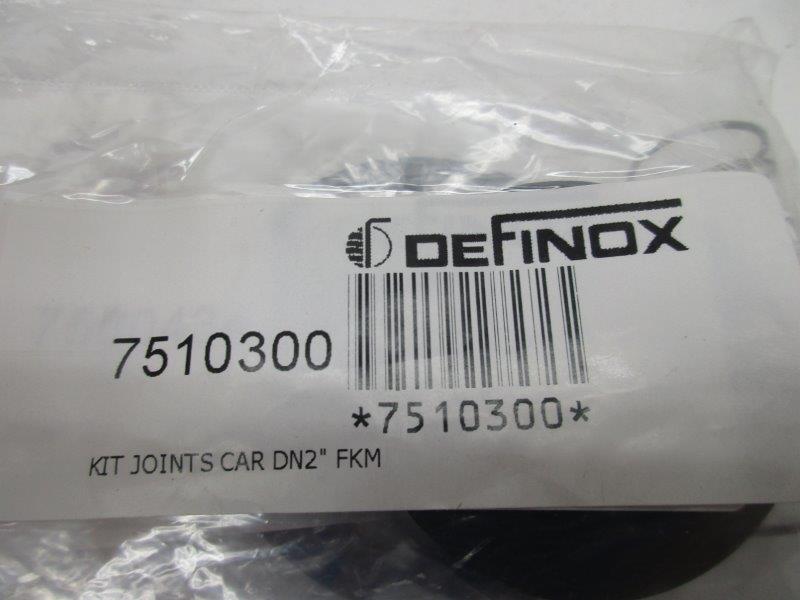 DEFINOX
7510300
*7510300*
KIT JOINTS CAR DN2" FKM